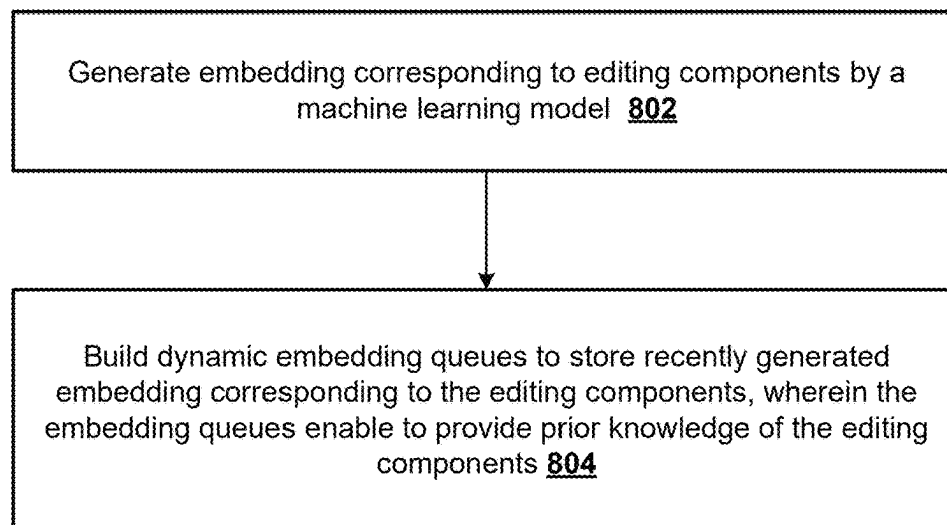 Generate embedding corresponding to editing components by a
machine learning model 802
Build dynamic embedding queues to store recently generated
embedding corresponding to the editing components, wherein the
embedding queues enable to provide prior knowledge of the editing
components 804